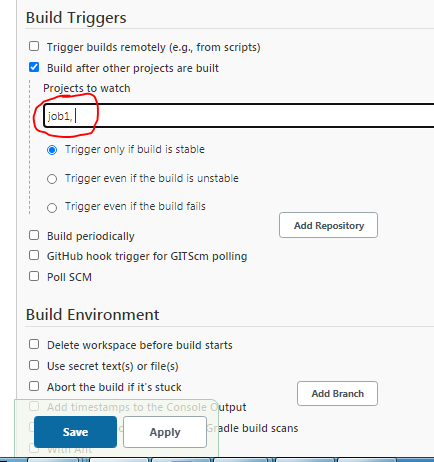 Build Triggers
Trigger builds remotely (e.g., from scripts)
Build after other projects are built
Projects to watch
job1,
Trigger only if build is stable
Trigger even if the build is unstable
Trigger even if the build fails
Add Repository
Build periodically
GitHub hook trigger for GITScm polling
Poll SCM
Build Environment
Delete workspace before build starts
Use secret text(s) or file(s)
Abort the build if it's stuck
Add Branch
Add timestamps to the Console Output
Gradle build scans
Save
Apply
With Ant